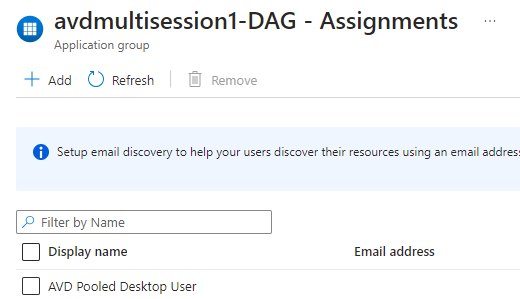 avdmultisession1-DAG - Assignments ...
Application group
Add Refresh Remove
Setup email discovery to help your users discover their resources using an email address
Filter by Name
Display name Email address
AVD Pooled Desktop User